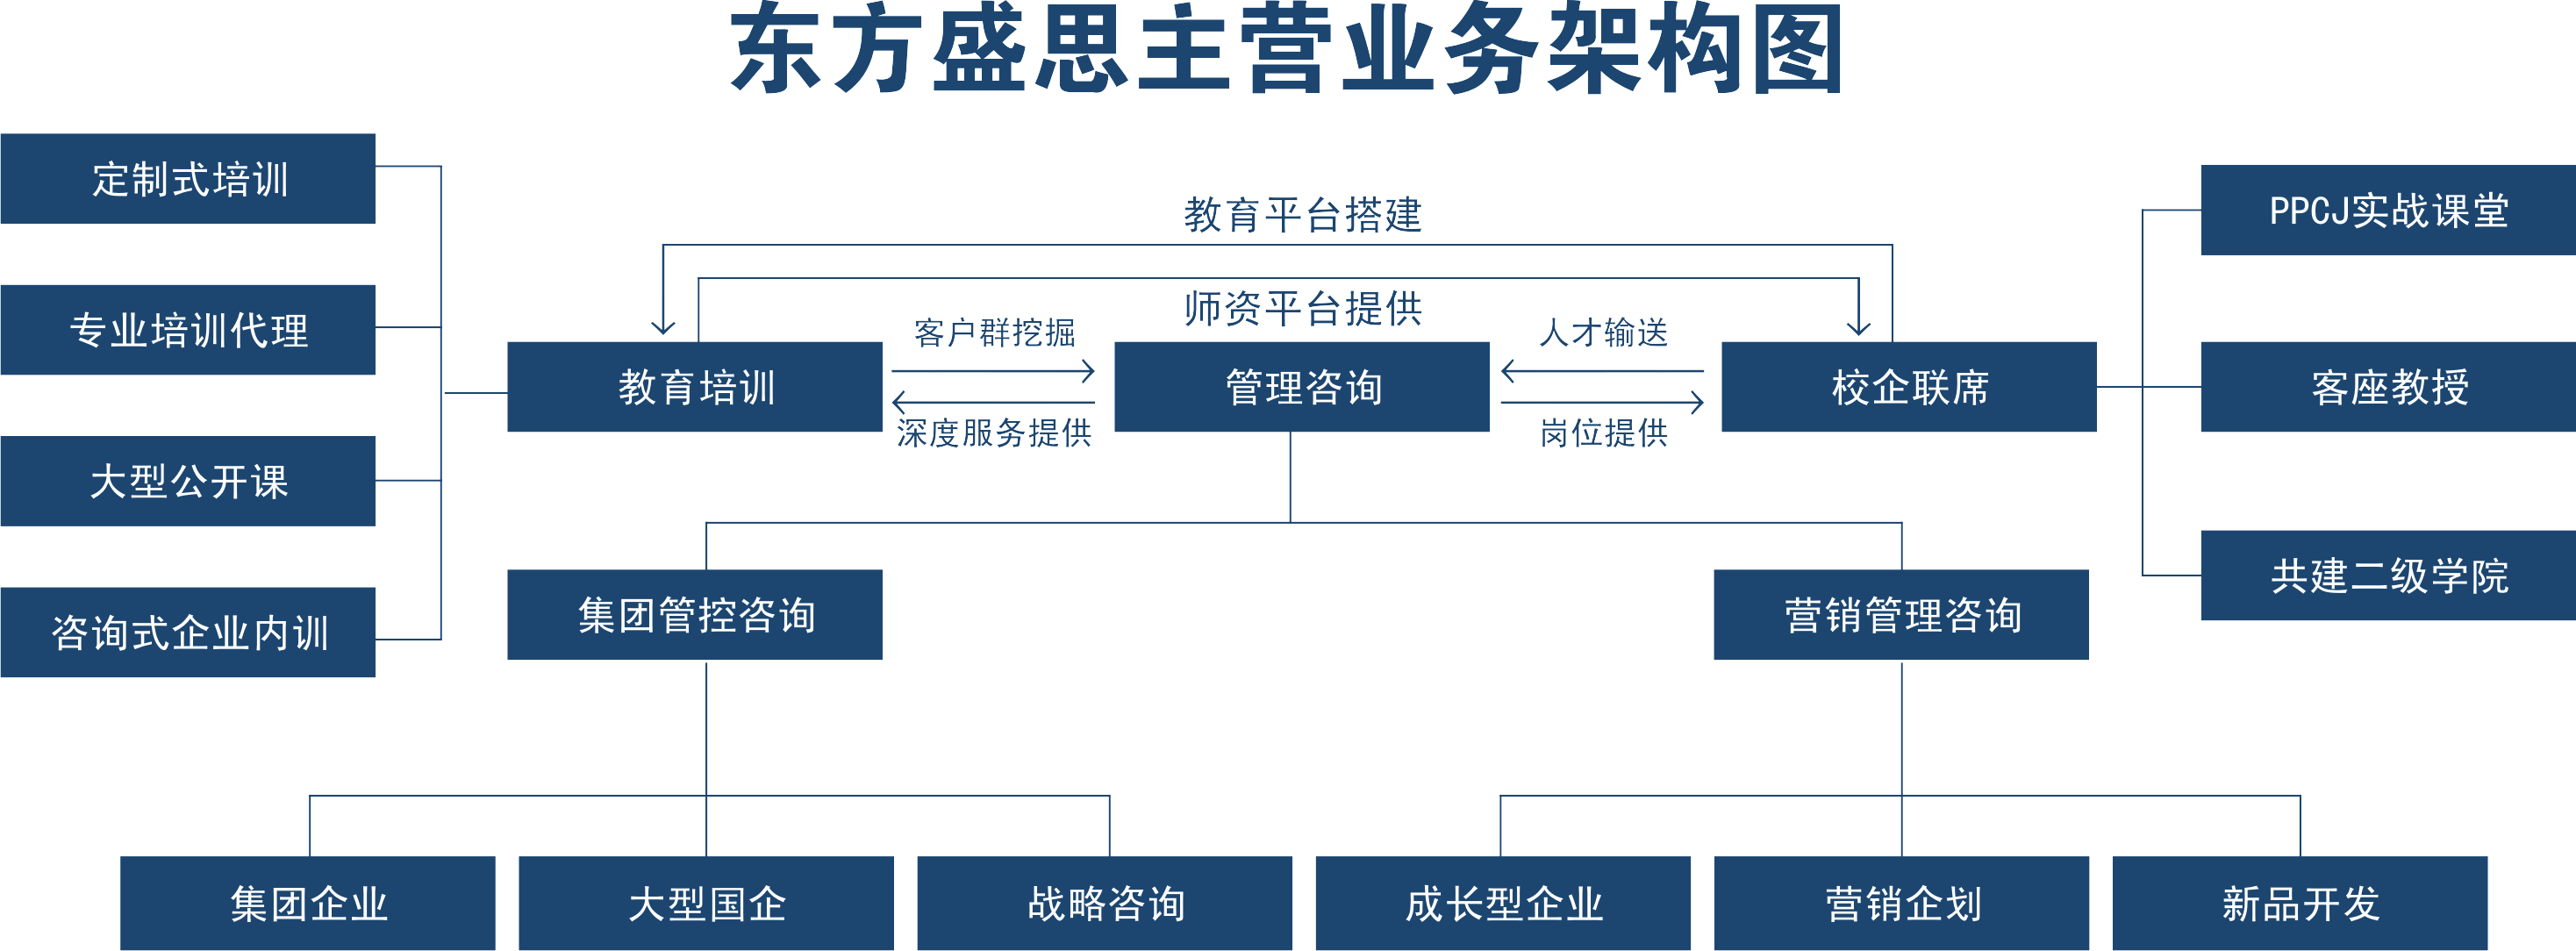 东方盛思主营业务架构图
定制式培训
专业培训代理
大型公开课
咨询式企业内训
教育平台搭建
师资平台提供
客户群挖掘
人才输送
教育培训
管理咨询
校企联席
深度服务提供
岗位提供
PPCJ实战课堂
客座教授
共建二级学院
集团管控咨询
营销管理咨询
集团企业
大型国企
战略咨询
成长型企业
营销企划
新品开发